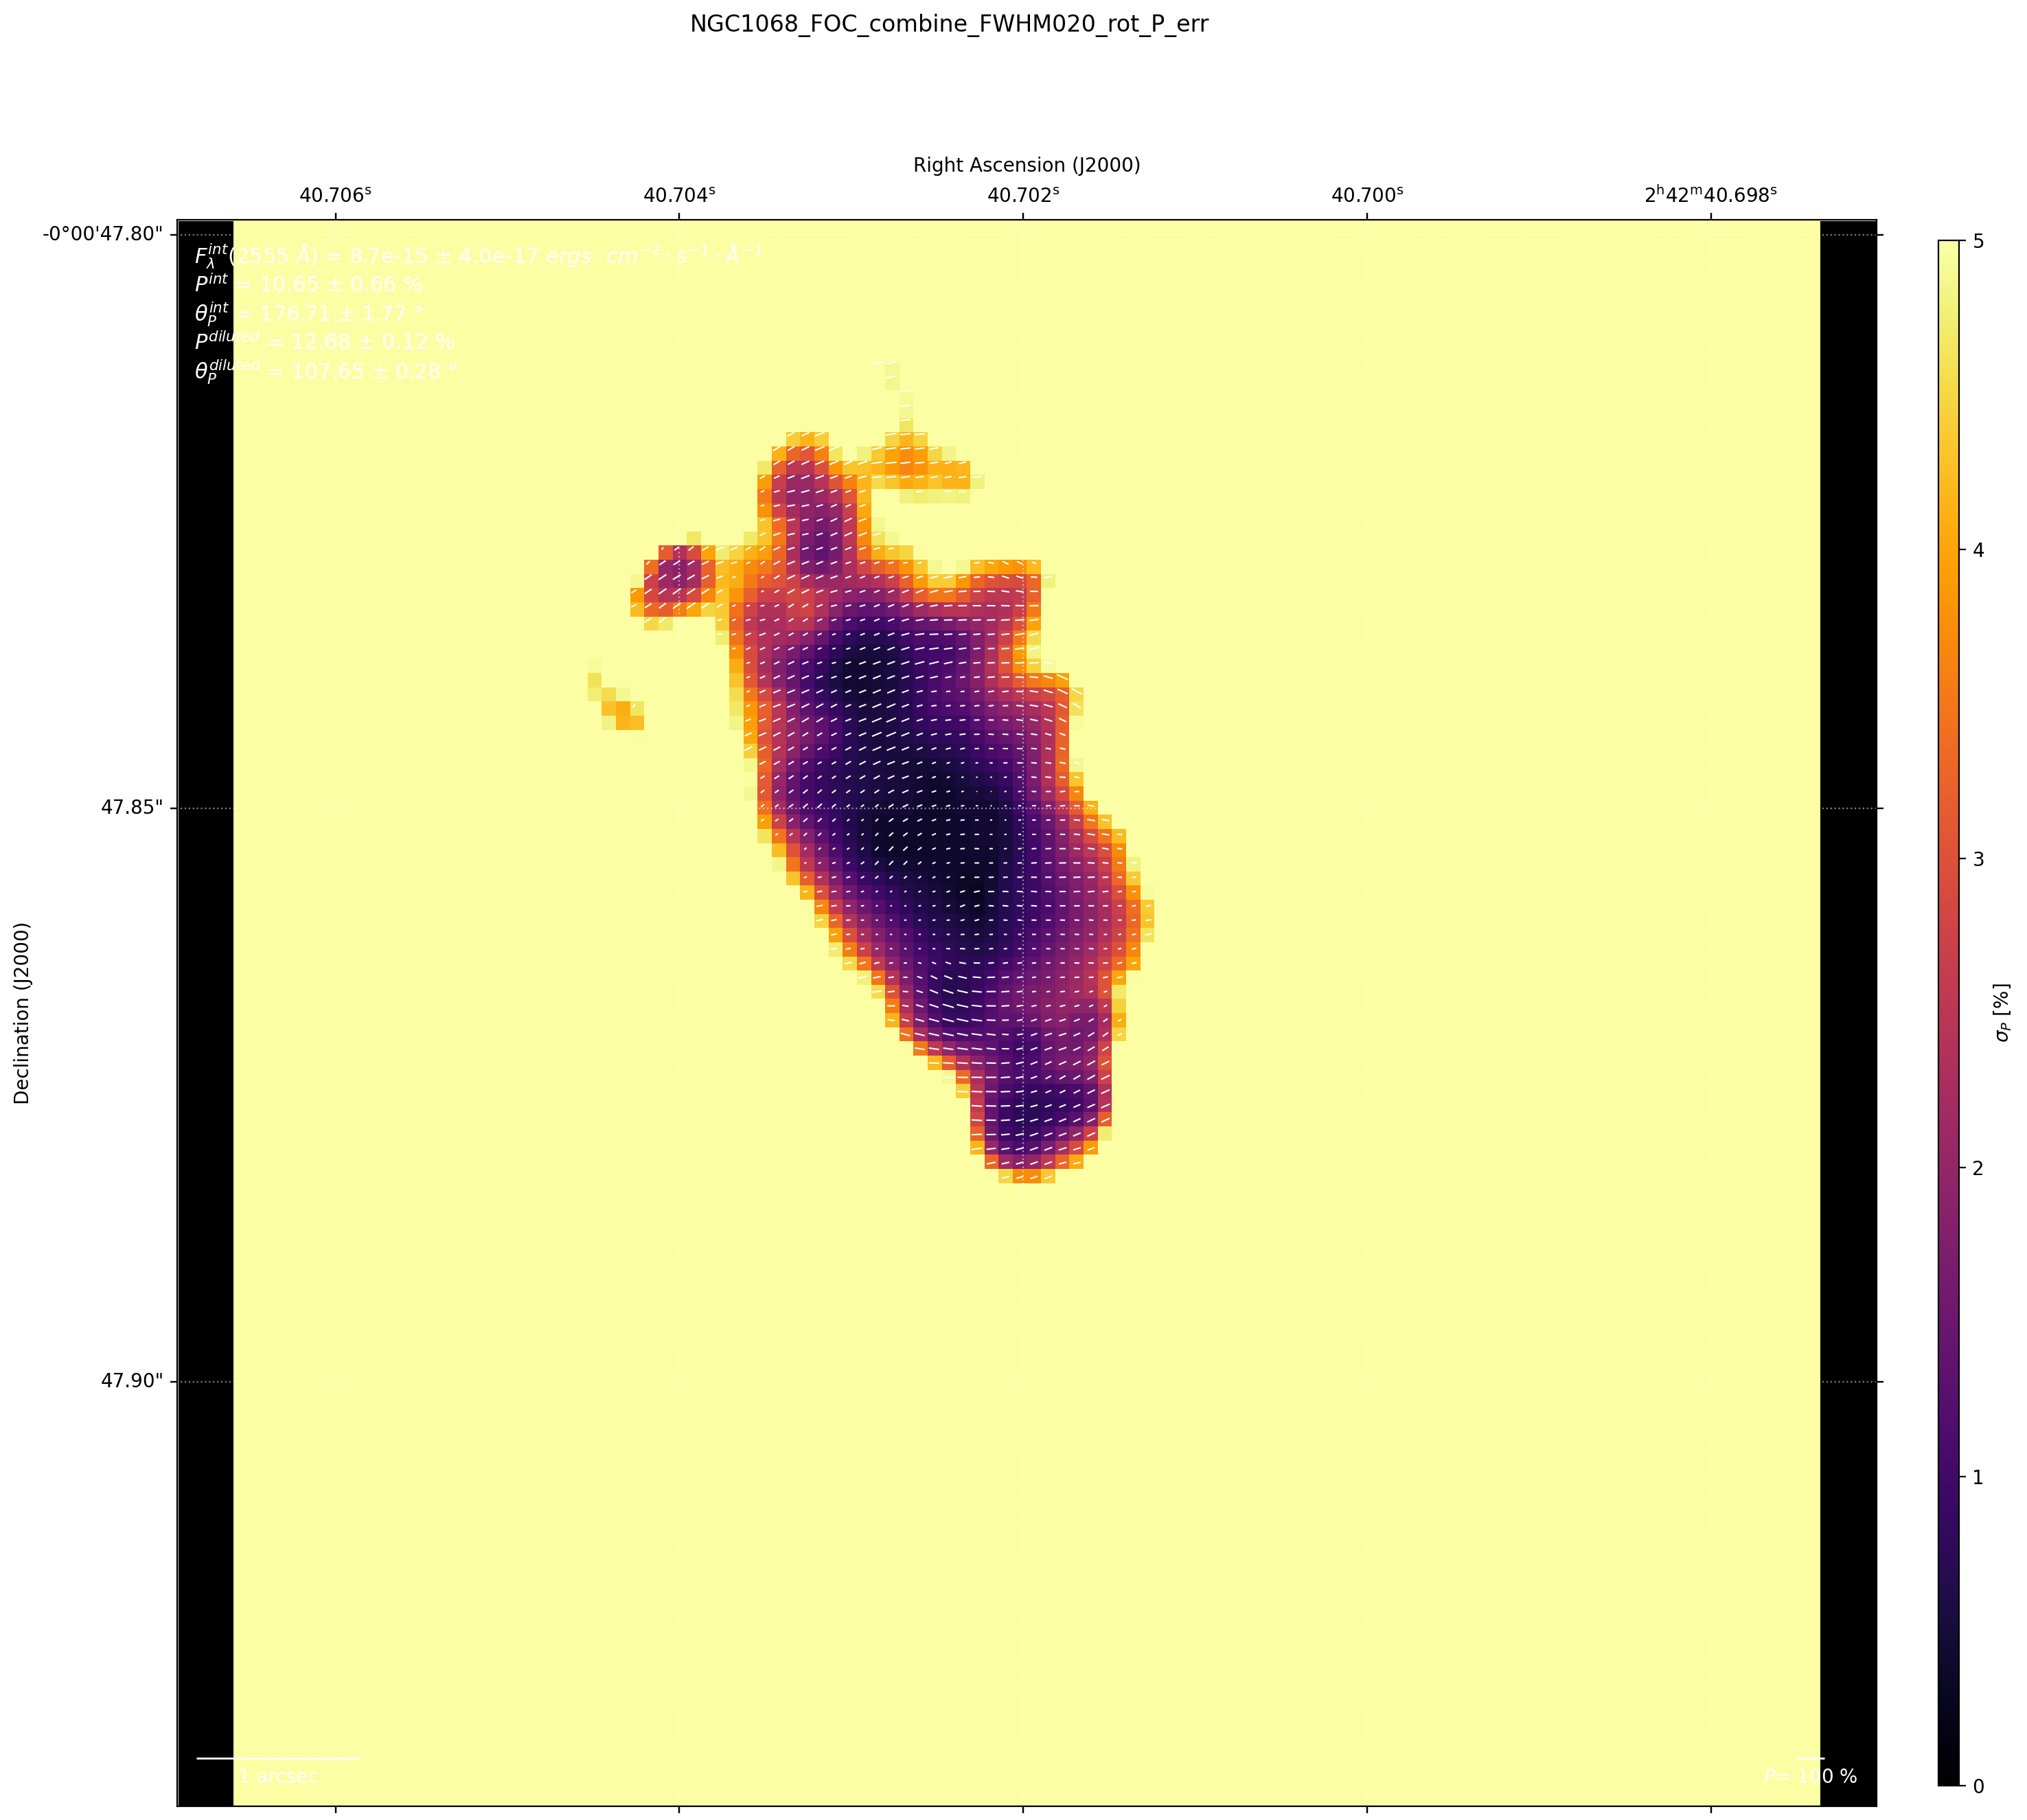 NGC1068_FOC_combine_FWHM020_rot_P_err
Right Ascension (J2000)
40.706ˢ 40.704ˢ 40.702ˢ 40.700ˢ 2ʰ42ᵐ40.698ˢ
-0°00'47.80"
47.85"
47.90"
Declination (J2000)
F_λ^int (2555 Å) = 8.7e-15 ± 4.0e-17 ergs · cm⁻² · s⁻¹ · Å⁻¹
P^int = 10.65 ± 0.66 %
θ_P^int = 176.71 ± 1.77 °
P^diluted = 12.68 ± 0.12 %
θ_P^diluted = 107.65 ± 0.28 °
1 arcsec
P= 100 %
5
4
3
2
1
0
σ_P [%]